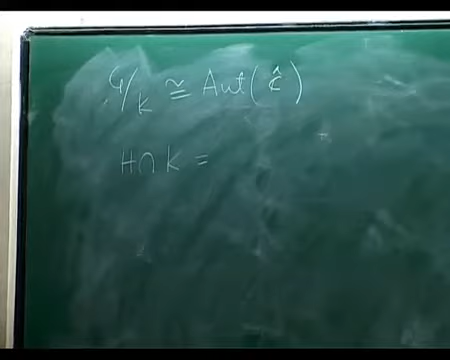 G/K ≅ Aut(ℂ̂)
H∩K =